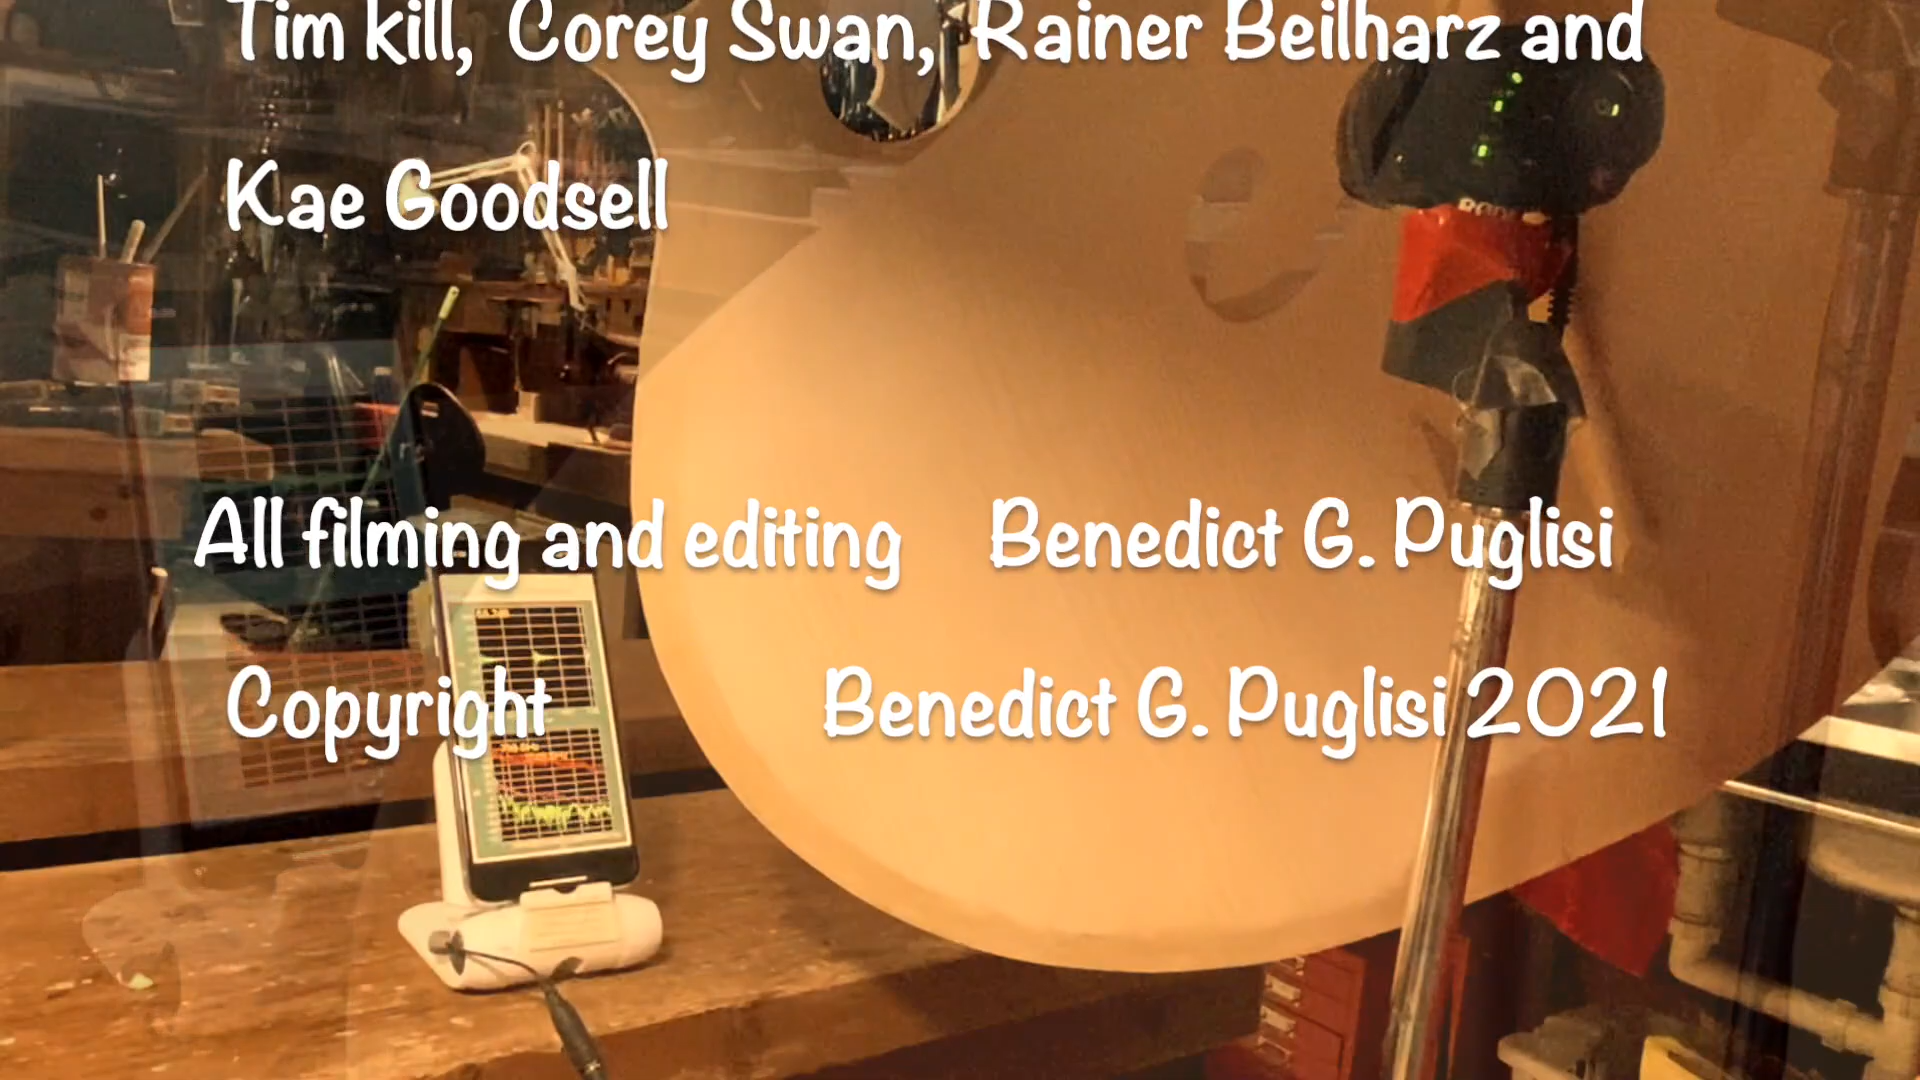 Tim kill, Corey Swan, Rainer Beilharz and
Kae Goodsell
All filming and editing Benedict G. Puglisi
Copyright Benedict G. Puglisi 2021